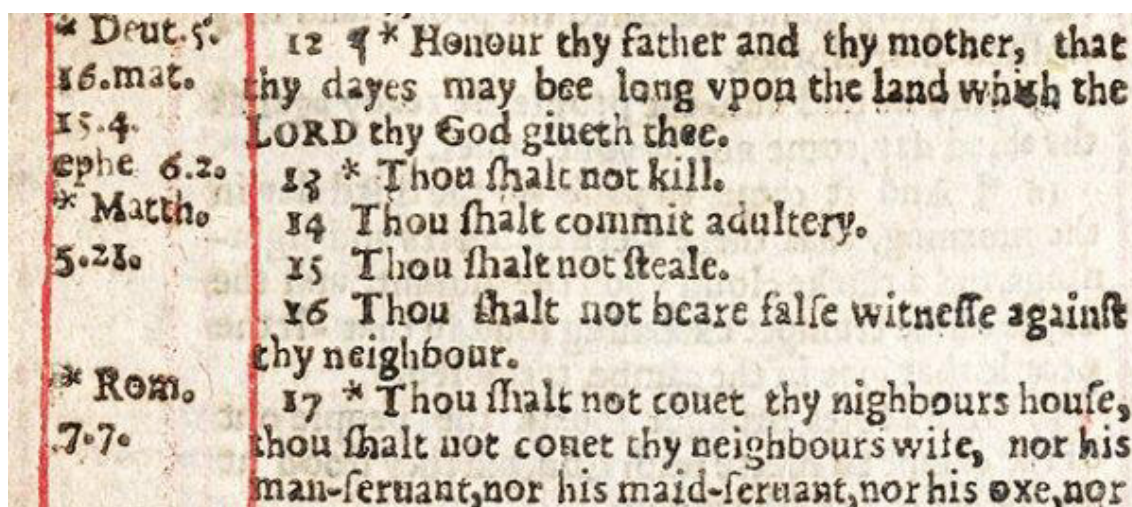 * Deut. 5.
16. mat.
15.4.
ephe 6.2.
* Matth.
5.21.
* Rom.
7.7.
12 ¶ * Honour thy father and thy mother, that
thy dayes may bee long vpon the land which the
LORD thy God giueth thee.
13 * Thou ſhalt not kill.
14 Thou ſhalt commit adultery.
15 Thou ſhalt not ſteale.
16 Thou ſhalt not beare falſe witneſſe againſt
thy neighbour.
17 * Thou ſhalt not couet thy nighbours houſe,
thou ſhalt not couet thy neighbours wife, nor his
man-ſeruant, nor his maid-ſeruant, nor his oxe, nor